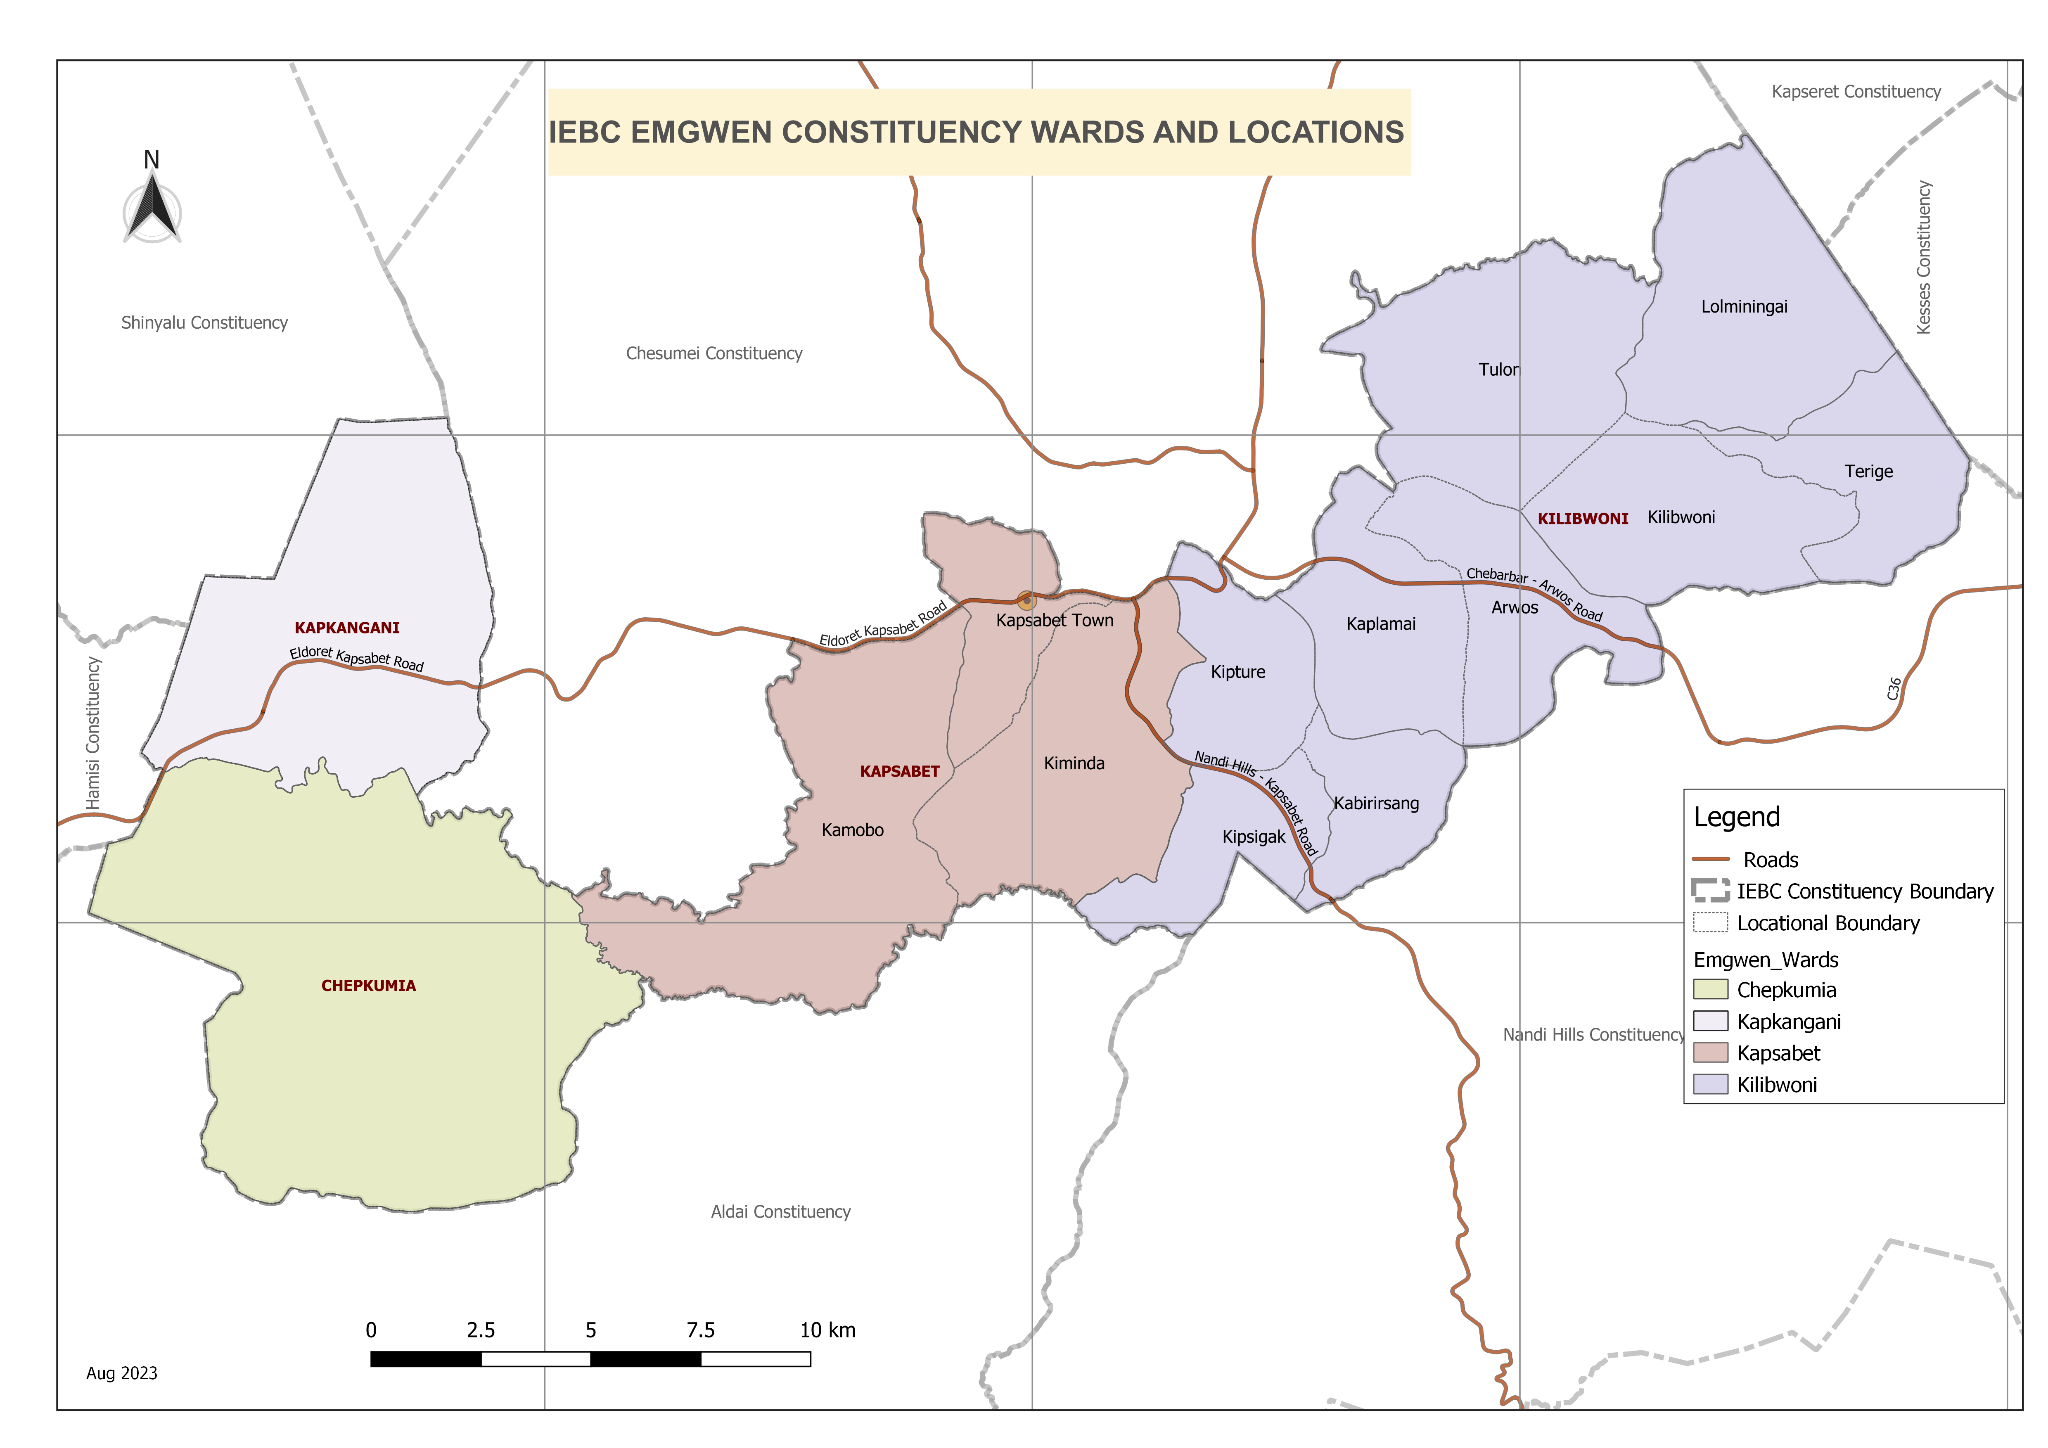 IEBC EMGWEN CONSTITUENCY WARDS AND LOCATIONS
Kapseret Constituency
N
Kesses Constituency
Shinyalu Constituency
Chesumei Constituency
Lolminingai
Tulor
Terige
KILIBWONI
Kilibwoni
Chebarbar - Arwos Road
Arwos
Kaplamai
Eldoret Kapsabet Road
Kapsabet Town
KAPKANGANI
Eldoret Kapsabet Road
Kipture
C36
Hamisi Constituency
KAPSABET
Kiminda
Nandi Hills - Kapsabet Road
Kabirirsang
Kamobo
Kipsigak
CHEPKUMIA
Nandi Hills Constituency
Aldai Constituency
Legend
Roads
IEBC Constituency Boundary
Locational Boundary
Emgwen_Wards
Chepkumia
Kapkangani
Kapsabet
Kilibwoni
0 2.5 5 7.5 10 km
Aug 2023